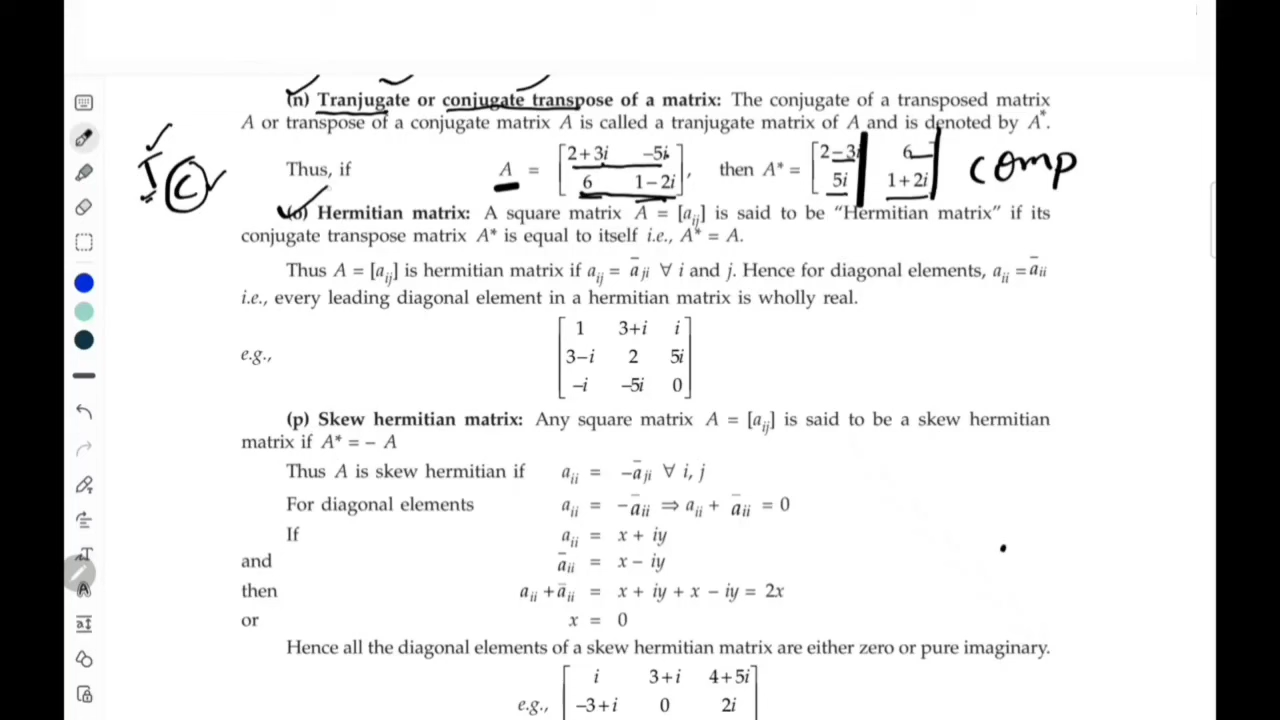 (n) Tranjugate or conjugate transpose of a matrix: The conjugate of a transposed matrix
A or transpose of a conjugate matrix A is called a tranjugate matrix of A and is denoted by A*.
Thus, if A = [2+3i −5i; 6 1−2i], then A* = [2−3i 6; 5i 1+2i] comp
T C
(o) Hermitian matrix: A square matrix A = [aij] is said to be "Hermitian matrix" if its
conjugate transpose matrix A* is equal to itself i.e., A* = A.
Thus A = [aij] is hermitian matrix if aij = āji ∀ i and j. Hence for diagonal elements, aii = āii
i.e., every leading diagonal element in a hermitian matrix is wholly real.
1 3+i i
e.g., 3−i 2 5i
−i −5i 0
(p) Skew hermitian matrix: Any square matrix A = [aij] is said to be a skew hermitian
matrix if A* = − A
Thus A is skew hermitian if aii = −āji ∀ i, j
For diagonal elements aii = −āii ⇒ aii + āii = 0
If aii = x + iy
and āii = x − iy
then aii + āii = x + iy + x − iy = 2x
or x = 0
Hence all the diagonal elements of a skew hermitian matrix are either zero or pure imaginary.
i 3+i 4+5i
e.g., −3+i 0 2i